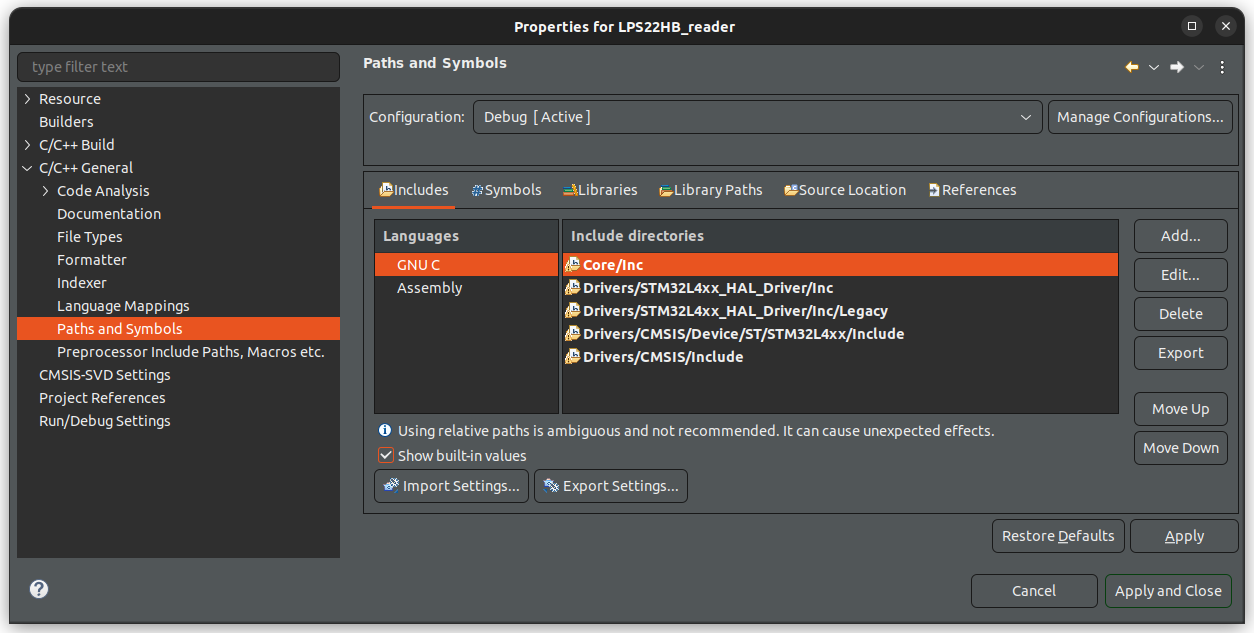 Properties for LPS22HB_reader
type filter text
Resource
Builders
C/C++ Build
C/C++ General
Code Analysis
Documentation
File Types
Formatter
Indexer
Language Mappings
Paths and Symbols
Preprocessor Include Paths, Macros etc.
CMSIS-SVD Settings
Project References
Run/Debug Settings
Paths and Symbols
Configuration: Debug [ Active ] Manage Configurations...
Includes Symbols Libraries Library Paths Source Location References
Languages
GNU C
Assembly
Include directories
Core/Inc
Drivers/STM32L4xx_HAL_Driver/Inc
Drivers/STM32L4xx_HAL_Driver/Inc/Legacy
Drivers/CMSIS/Device/ST/STM32L4xx/Include
Drivers/CMSIS/Include
Add...
Edit...
Delete
Export
Move Up
Move Down
Using relative paths is ambiguous and not recommended. It can cause unexpected effects.
Show built-in values
Import Settings... Export Settings...
Restore Defaults Apply
Cancel Apply and Close